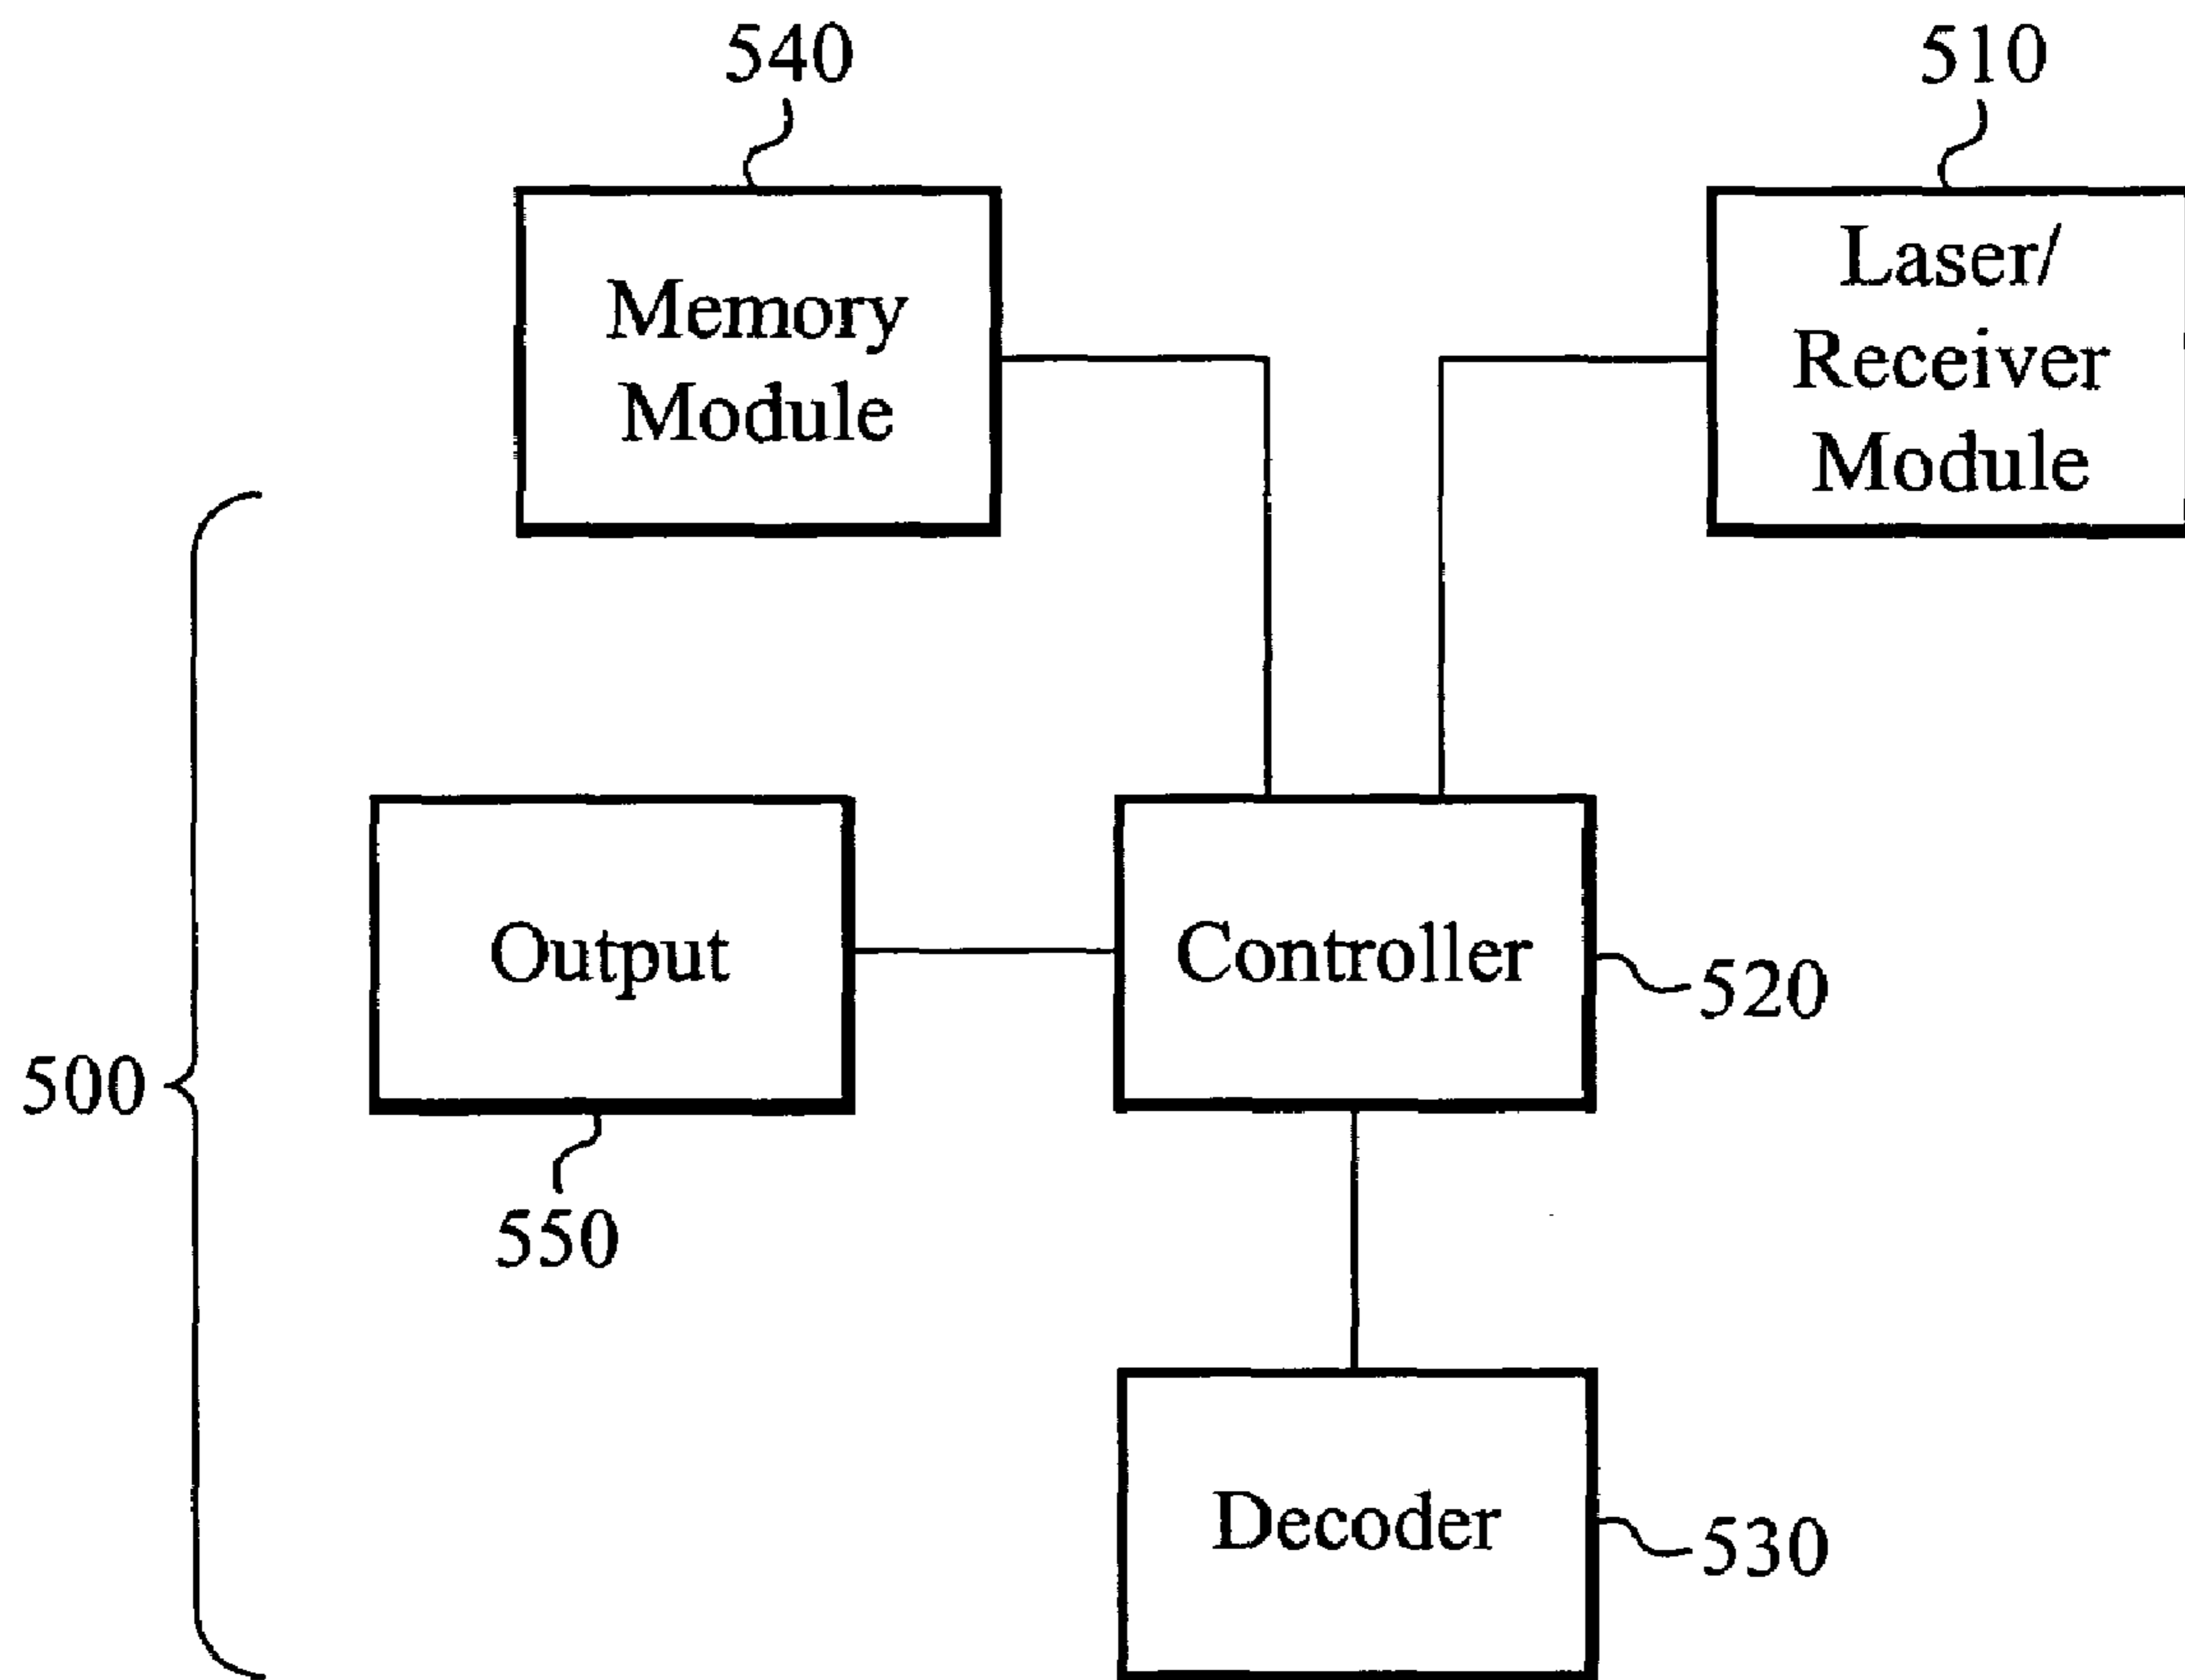 540
510
Memory
Module
Laser/
Receiver
Module
Output
Controller
520
500
550
Decoder
530